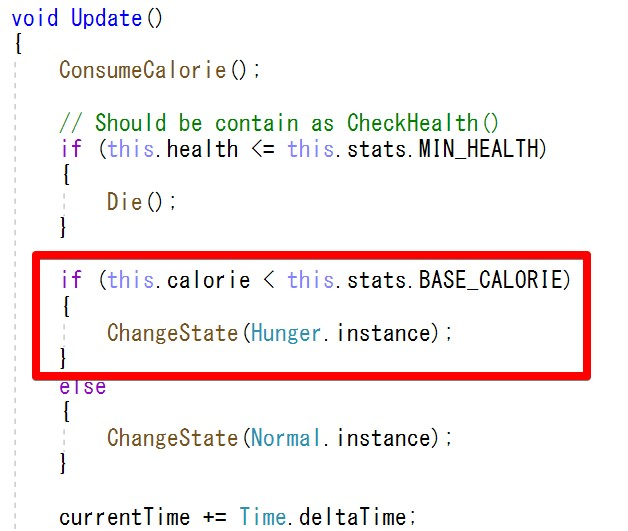 void Update()
{
ConsumeCalorie();
// Should be contain as CheckHealth()
if (this.health <= this.stats.MIN_HEALTH)
{
Die();
}
if (this.calorie < this.stats.BASE_CALORIE)
{
ChangeState(Hunger.instance);
}
else
{
ChangeState(Normal.instance);
}
currentTime += Time.deltaTime;